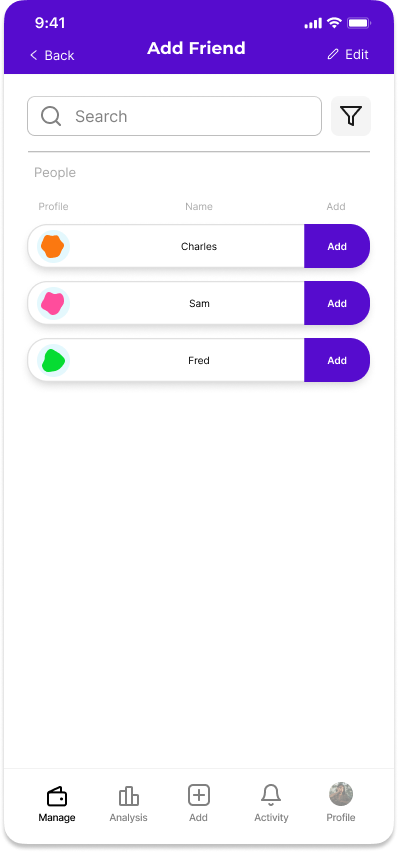 9:41
Back Add Friend Edit
Search
People
Profile Name Add
Charles Add
Sam Add
Fred Add
Manage Analysis Add Activity Profile